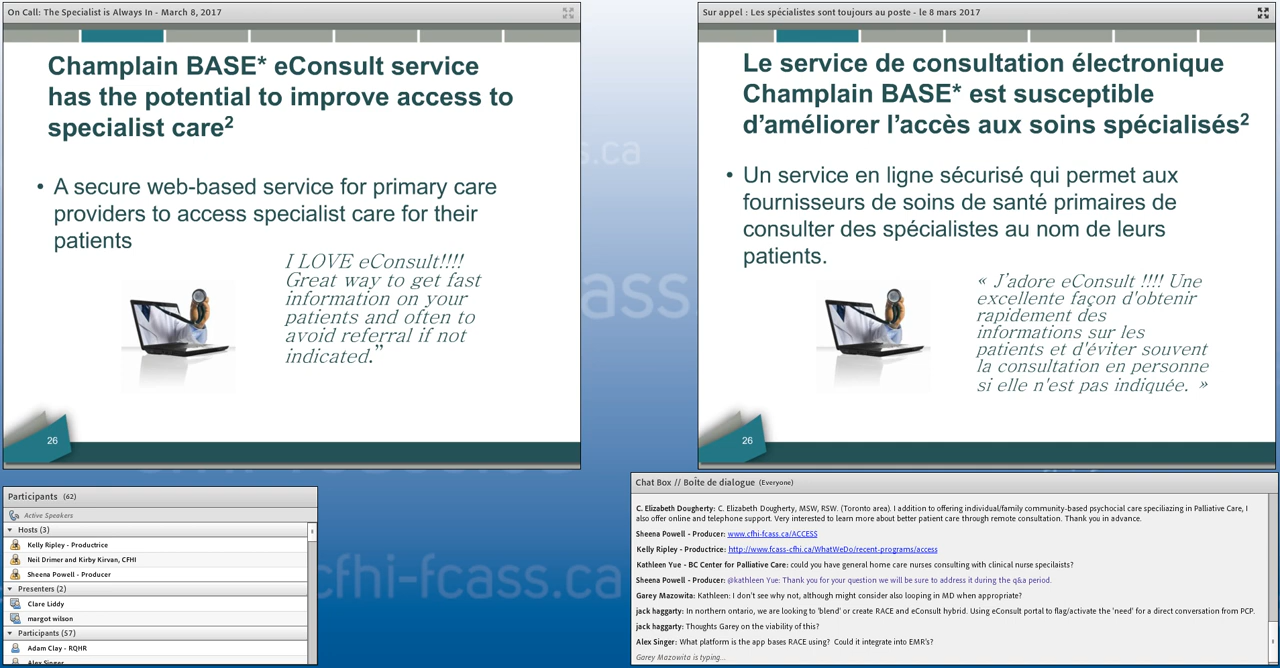 On Call: The Specialist is Always In - March 8, 2017
Champlain BASE* eConsult service
has the potential to improve access to
specialist care²
• A secure web-based service for primary care
providers to access specialist care for their
patients
I LOVE eConsult!!!!
Great way to get fast
information on your
patients and often to
avoid referral if not
indicated.”
26
Sur appel : Les spécialistes sont toujours au poste - le 8 mars 2017
Le service de consultation électronique
Champlain BASE* est susceptible
d’améliorer l’accès aux soins spécialisés²
• Un service en ligne sécurisé qui permet aux
fournisseurs de soins de santé primaires de
consulter des spécialistes au nom de leurs
patients.
« J’adore eConsult !!!! Une
excellente façon d'obtenir
rapidement des
informations sur les
patients et d'éviter souvent
la consultation en personne
si elle n'est pas indiquée. »
26
s.ca
ass.
cfhi-fcass.ca
Participants (62)
Active Speakers
Hosts (3)
Kelly Ripley - Productrice
Neil Drimer and Kirby Kirvan, CFHI
Sheena Powell - Producer
Presenters (2)
Clare Liddy
margot wilson
Participants (57)
Adam Clay - RQHR
Alex Singer
Chat Box // Boîte de dialogue (Everyone)
C. Elizabeth Dougherty: C. Elizabeth Dougherty, MSW, RSW. (Toronto area). I addition to offering individual/family community-based psychocial care speciliazing in Palliative Care, I
also offer online and telephone support. Very interested to learn more about better patient care through remote consultation. Thank you in advance.
Sheena Powell - Producer: www.cfhi-fcass.ca/ACCESS
Kelly Ripley - Productrice: http://www.fcass-cfhi.ca/WhatWeDo/recent-programs/access
Kathleen Yue - BC Center for Palliative Care: could you have general home care nurses consulting with clinical nurse specilaists?
Sheena Powell - Producer: @kathleen Yue: Thank you for your question we will be sure to address it during the q&a period.
Garey Mazowita: Kathleen: I don't see why not, although might consider also looping in MD when appropriate?
jack haggarty: In northern ontario, we are looking to 'blend' or create RACE and eConsult hybrid. Using eConsult portal to flag/activate the 'need' for a direct conversation from PCP.
jack haggarty: Thoughts Garey on the viability of this?
Alex Singer: What platform is the app bases RACE using? Could it integrate into EMR's?
Garey Mazowita is typing...